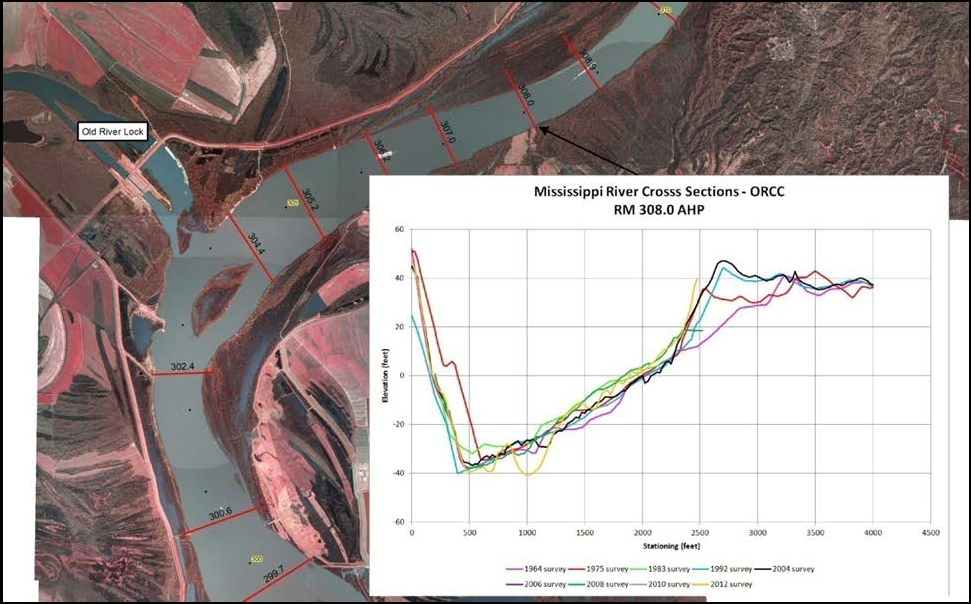 310
308.9
308.0
307.0
Old River Lock
305.2
305
304.4
302.4
300.6
300
299.7
Mississippi River Crosss Sections - ORCC
RM 308.0 AHP
60
40
20
0
-20
-40
-60
Elevation (feet)
0 500 1000 1500 2000 2500 3000 3500 4000 4500
Stationing (feet)
1964 survey 1975 survey 1983 survey 1992 survey 2004 survey
2006 survey 2008 survey 2010 survey 2012 survey